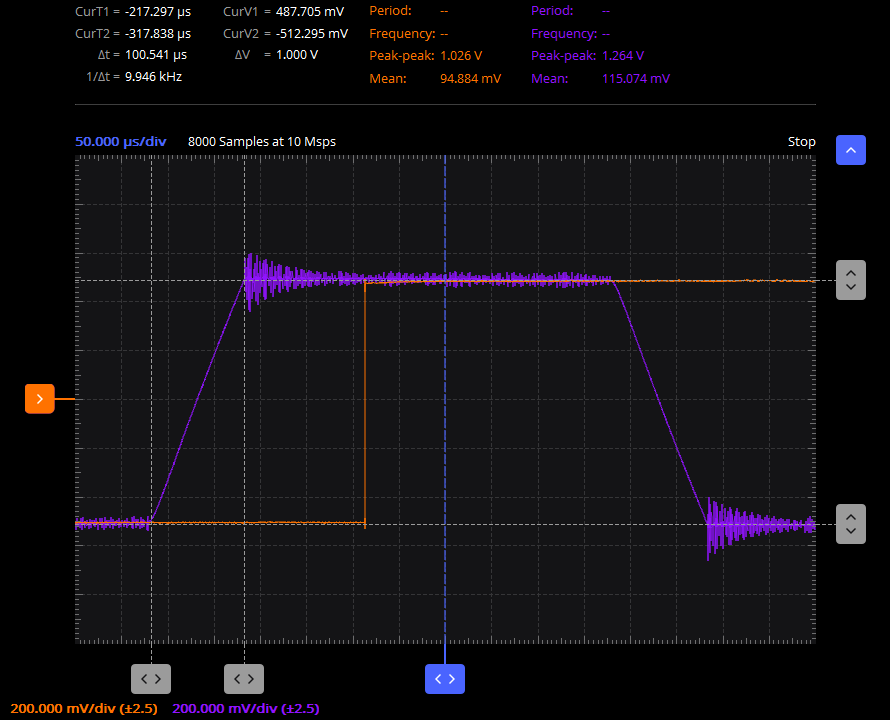 CurT1 = -217.297 µs CurV1 = 487.705 mV Period: -- Period: --
CurT2 = -317.838 µs CurV2 = -512.295 mV Frequency: -- Frequency: --
Δt = 100.541 µs ΔV = 1.000 V Peak-peak: 1.026 V Peak-peak: 1.264 V
1/Δt = 9.946 kHz Mean: 94.884 mV Mean: 115.074 mV
50.000 µs/div 8000 Samples at 10 Msps Stop
200.000 mV/div (±2.5) 200.000 mV/div (±2.5)